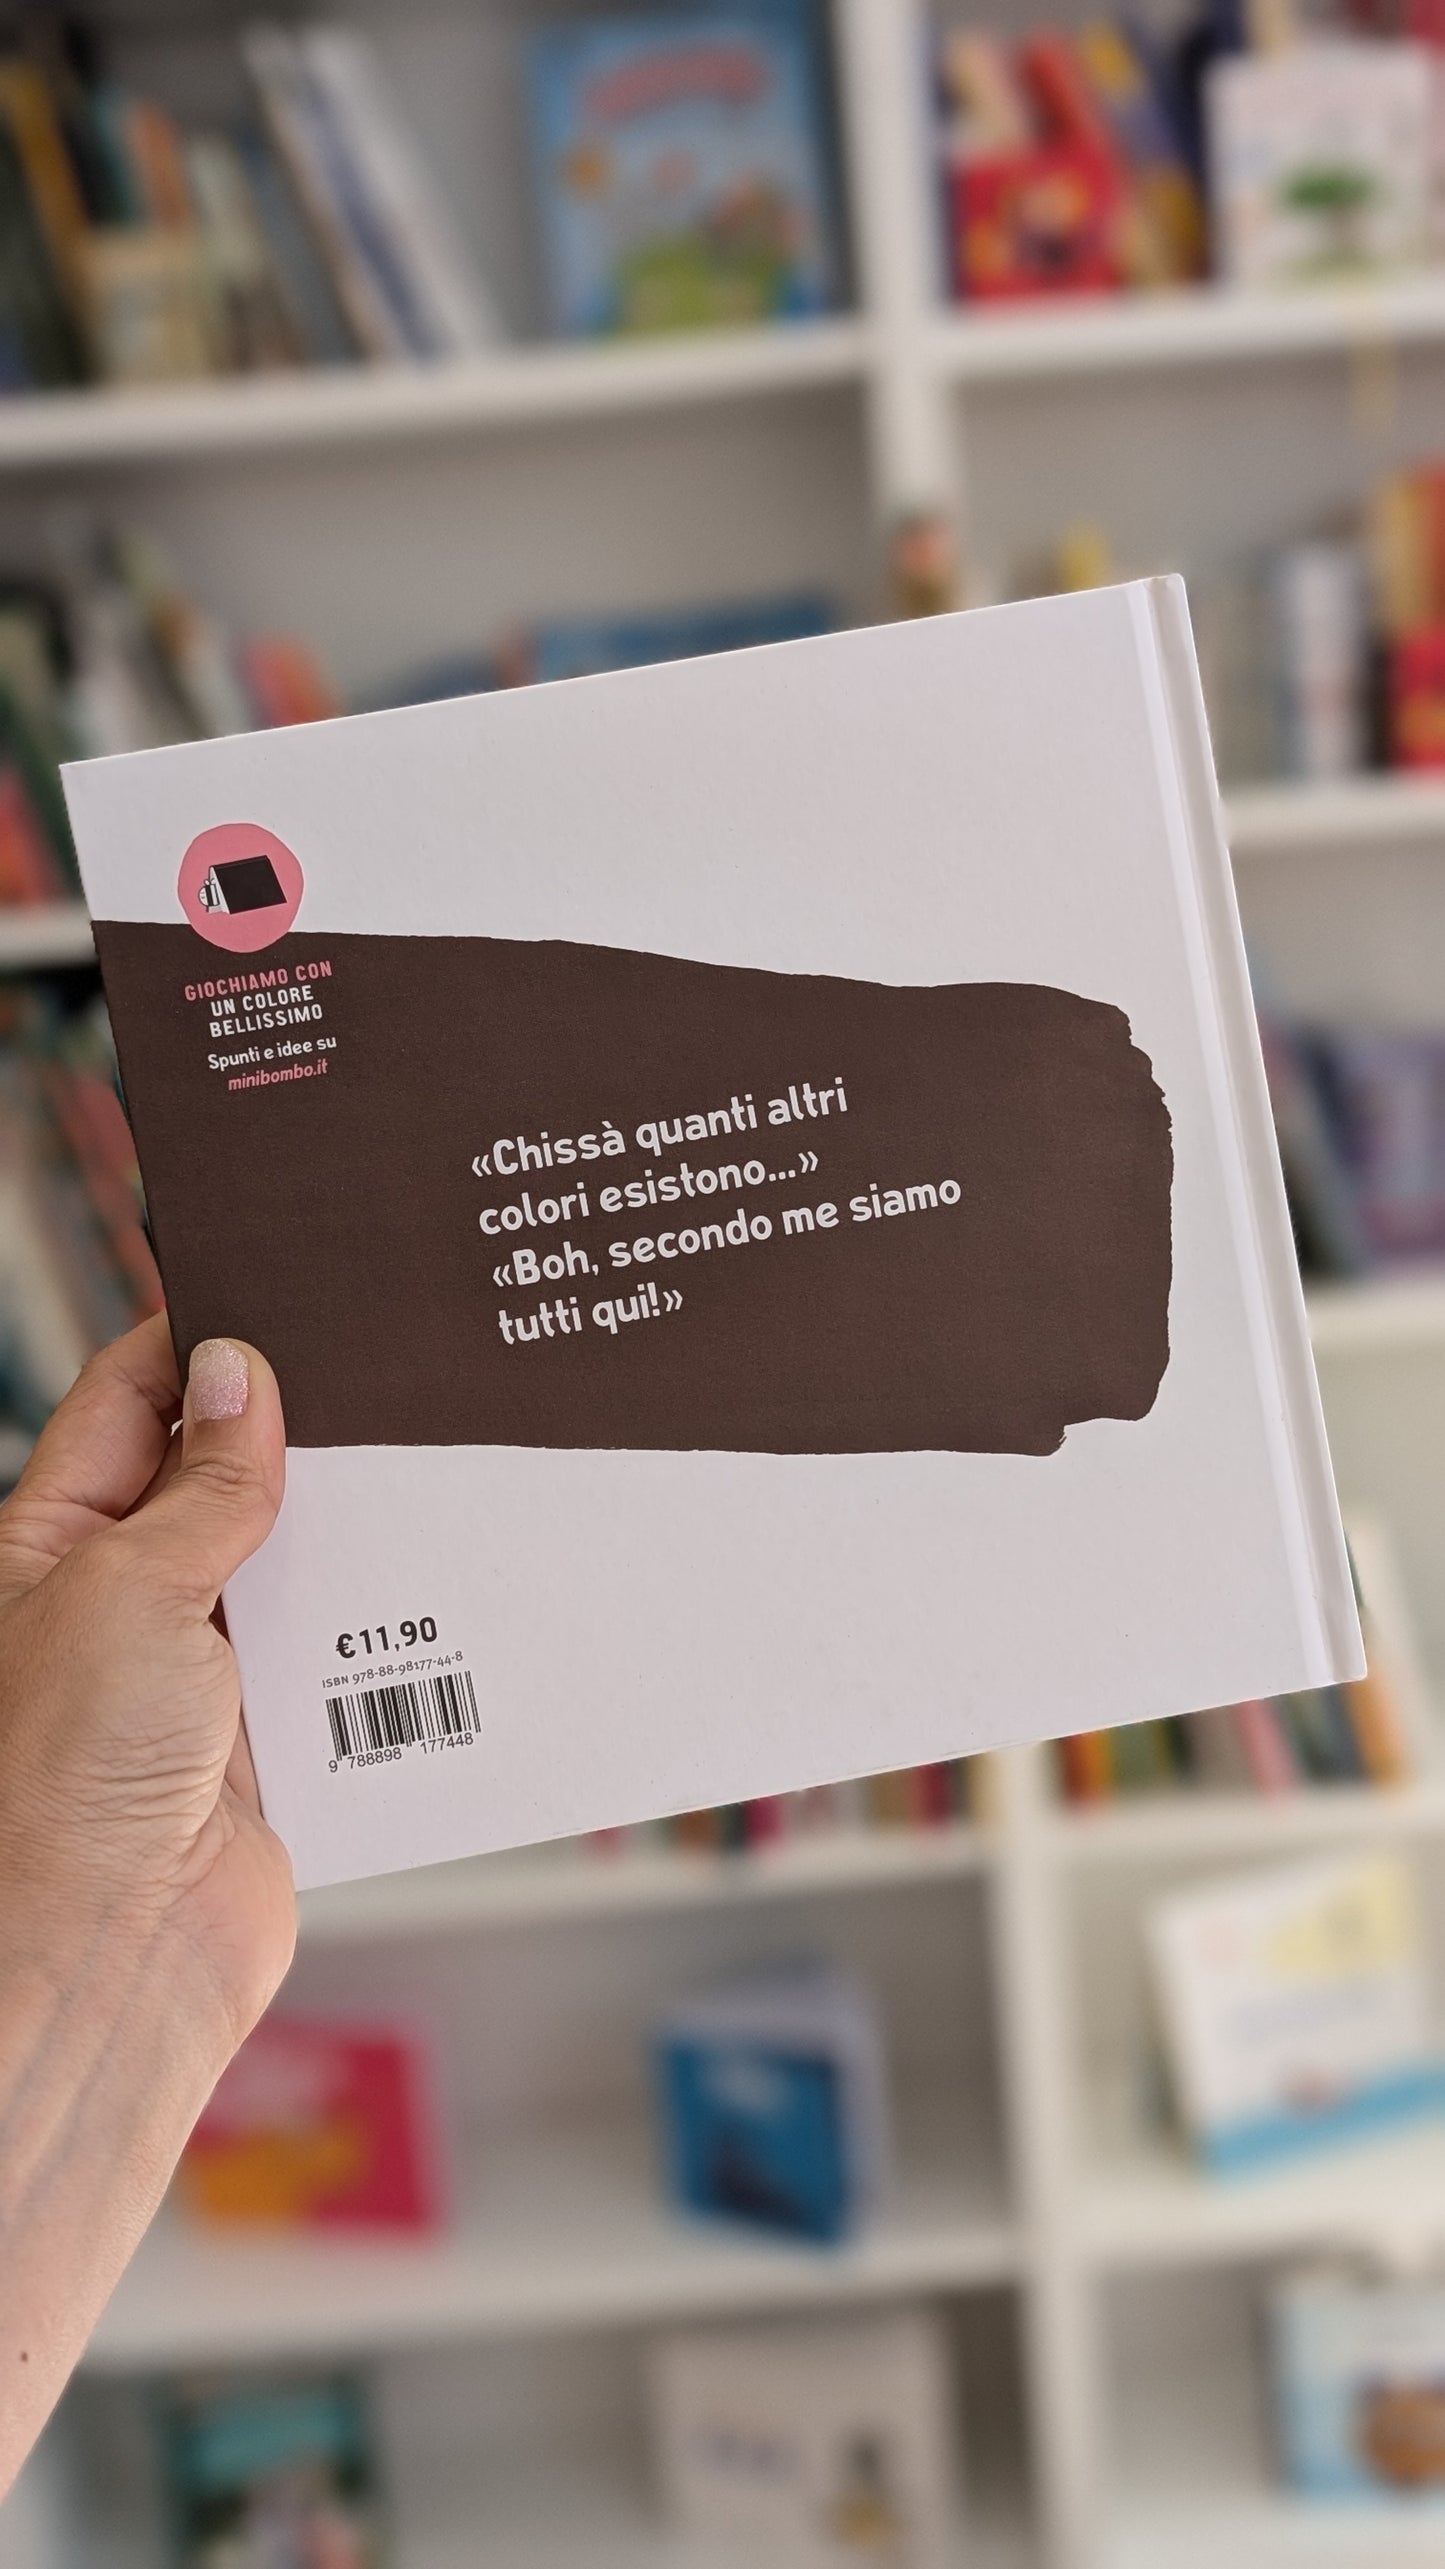 GIOCHIAMO CON
UN COLORE
BELLISSIMO
Spunti e idee su
minibombo.it
«Chissà quanti altri
colori esistono...»
«Boh, secondo me siamo
tutti qui!»
€11,90
ISBN 978-88-98177-44-8
9 788898 177448